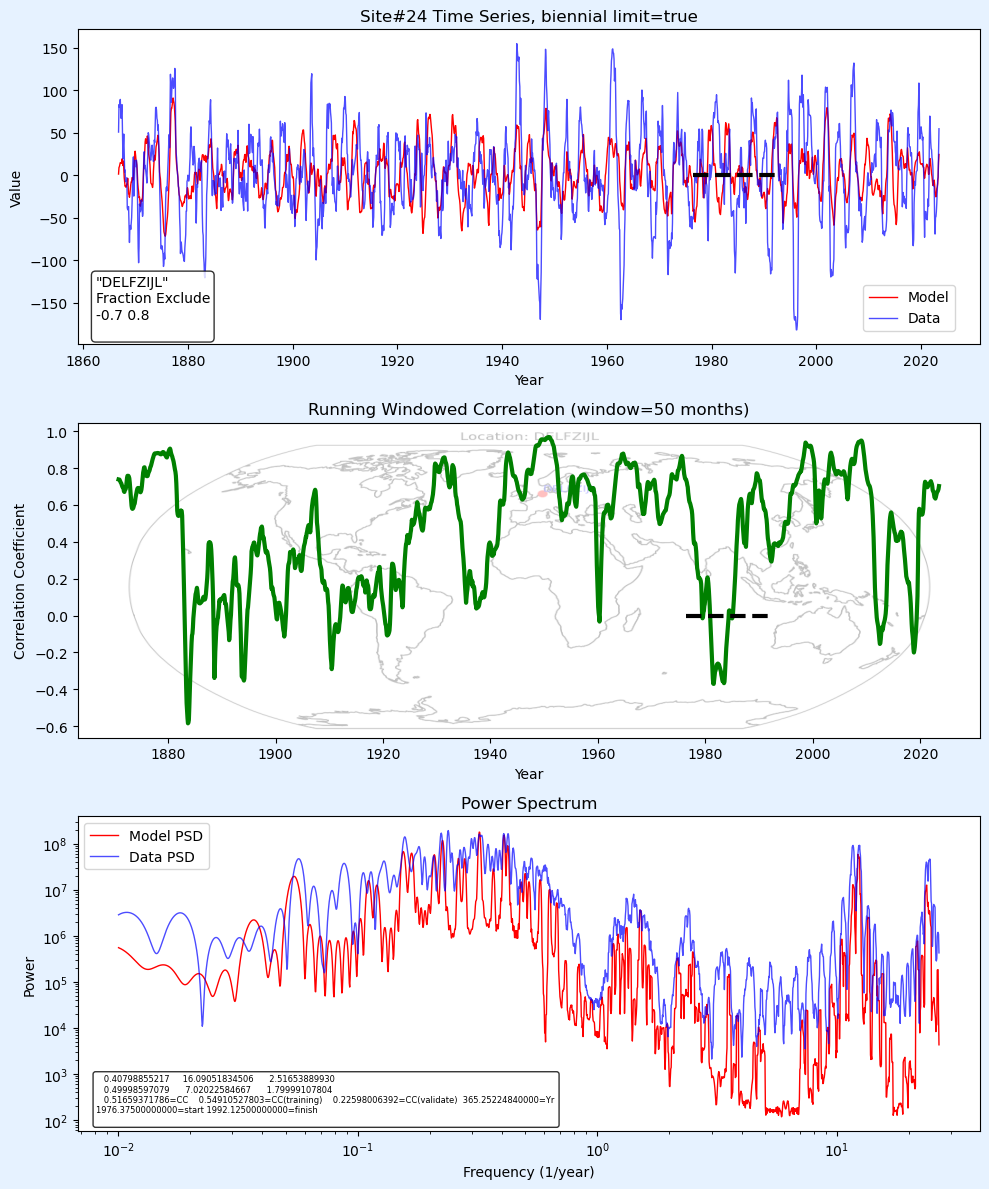 Site#24 Time Series, biennial limit=true
Value
150
100
50
0
−50
−100
−150
"DELFZIJL"
Fraction Exclude
-0.7 0.8
Model
Data
1860
1880
1900
1920
1940
1960
1980
2000
2020
Year
Running Windowed Correlation (window=50 months)
Location: DELFZIJL
Correlation Coefficient
1.0
0.8
0.6
0.4
0.2
0.0
−0.2
−0.4
−0.6
1880
1900
1920
1940
1960
1980
2000
2020
Year
Power Spectrum
Model PSD
Data PSD
Power
10⁸
10⁷
10⁶
10⁵
10⁴
10³
10²
0.40798855217 16.09051834506 2.51653889930
0.49998597079 7.02022584667 1.79999107804
0.51659371786=CC 0.54910527803=CC(training) 0.22598006392=CC(validate) 365.25224840000=Yr
1976.37500000000=start 1992.12500000000=finish
10⁻²
10⁻¹
10⁰
10¹
Frequency (1/year)